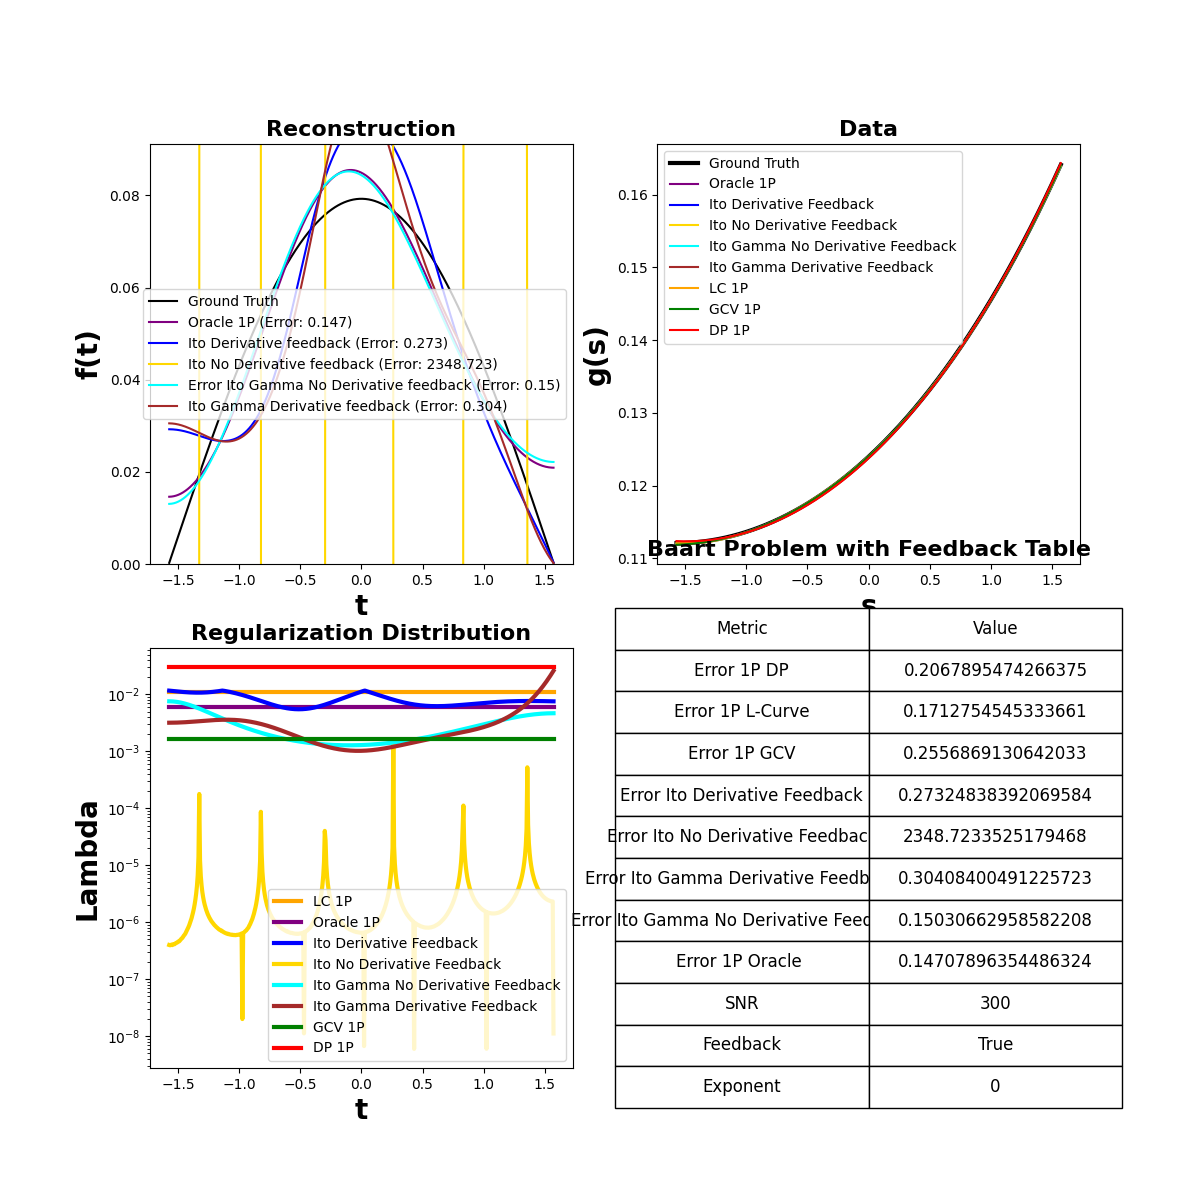 Reconstruction
f(t)
0.08
0.06
0.04
0.02
0.00
Ground Truth
Oracle 1P (Error: 0.147)
Ito Derivative feedback (Error: 0.273)
Ito No Derivative feedback (Error: 2348.723)
Error Ito Gamma No Derivative feedback (Error: 0.15)
Ito Gamma Derivative feedback (Error: 0.304)
−1.5 −1.0 −0.5 0.0 0.5 1.0 1.5
t
Data
g(s)
0.16
0.15
0.14
0.13
0.12
0.11
Ground Truth
Oracle 1P
Ito Derivative Feedback
Ito No Derivative Feedback
Ito Gamma No Derivative Feedback
Ito Gamma Derivative Feedback
LC 1P
GCV 1P
DP 1P
−1.5 −1.0 −0.5 0.0 0.5 1.0 1.5
s
Regularization Distribution
Lambda
10⁻²
10⁻³
10⁻⁴
10⁻⁵
10⁻⁶
10⁻⁷
10⁻⁸
LC 1P
Oracle 1P
Ito Derivative Feedback
Ito No Derivative Feedback
Ito Gamma No Derivative Feedback
Ito Gamma Derivative Feedback
GCV 1P
DP 1P
−1.5 −1.0 −0.5 0.0 0.5 1.0 1.5
t
Baart Problem with Feedback Table
Metric Value
Error 1P DP 0.2067895474266375
Error 1P L-Curve 0.1712754545333661
Error 1P GCV 0.2556869130642033
Error Ito Derivative Feedback 0.27324838392069584
Error Ito No Derivative Feedbac 2348.7233525179468
Error Ito Gamma Derivative Feedb 0.30408400491225723
Error Ito Gamma No Derivative Feed 0.15030662958582208
Error 1P Oracle 0.14707896354486324
SNR 300
Feedback True
Exponent 0